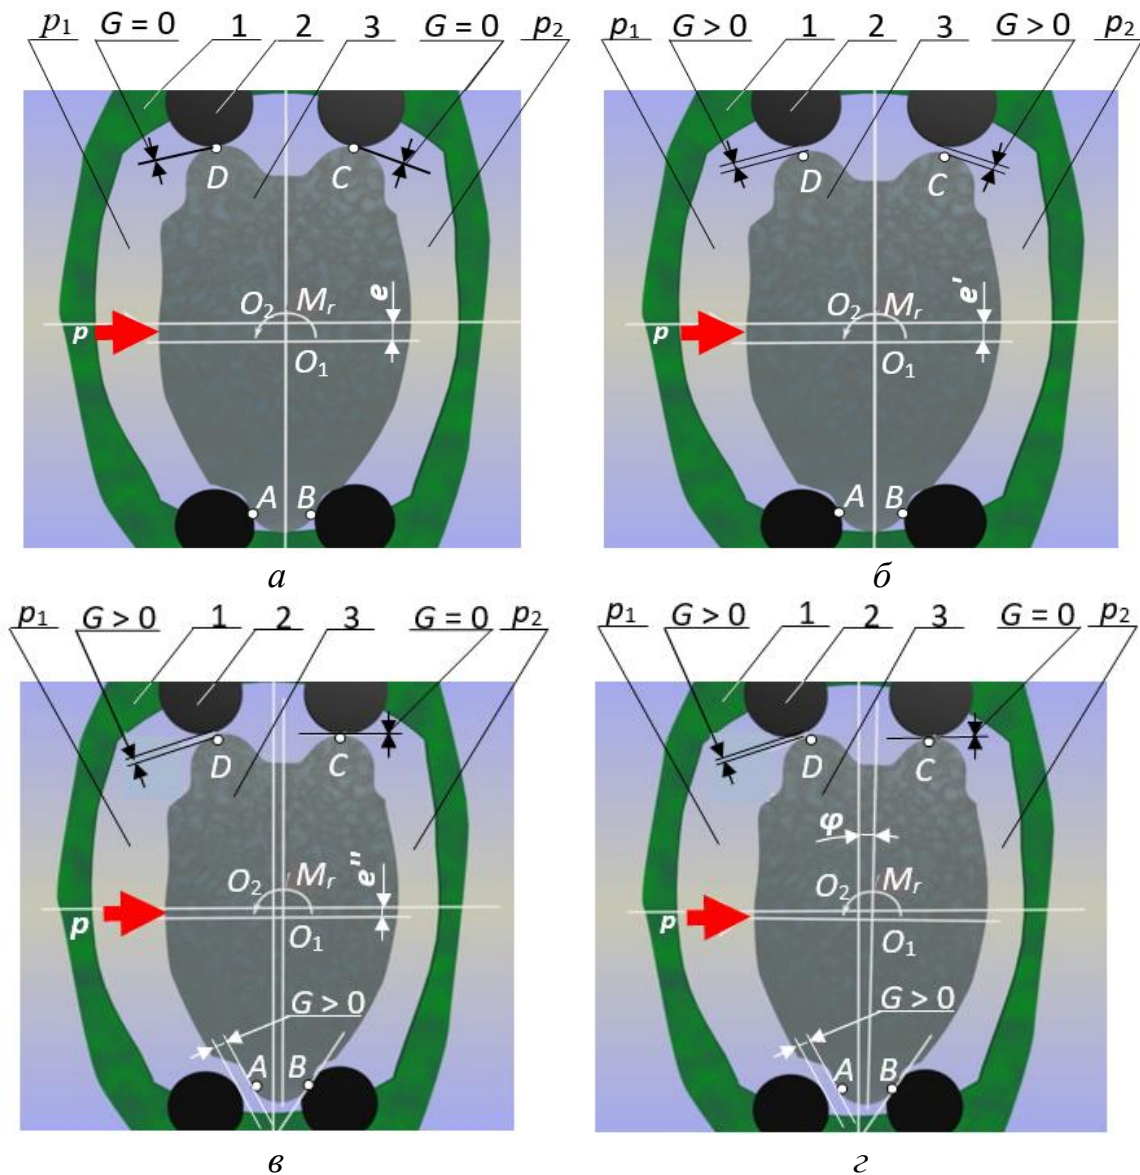 p₁ G = 0 1 2 3 G = 0 p₂
D C
O₂ Mᵣ e
p
O₁
A B
а
p₁ G > 0 1 2 3 G > 0 p₂
D C
O₂ Mᵣ e'
p
O₁
A B
б
p₁ G > 0 1 2 3 G = 0 p₂
D C
O₂ Mᵣ e"
p
O₁
G > 0
A B
в
p₁ G > 0 1 2 3 G = 0 p₂
D C
φ
O₂ Mᵣ
p
O₁
G > 0
A B
г